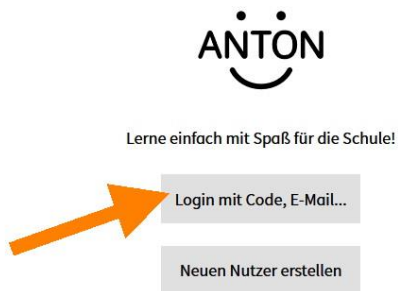 ANTON
Lerne einfach mit Spaß für die Schule!
Login mit Code, E-Mail...
Neuen Nutzer erstellen